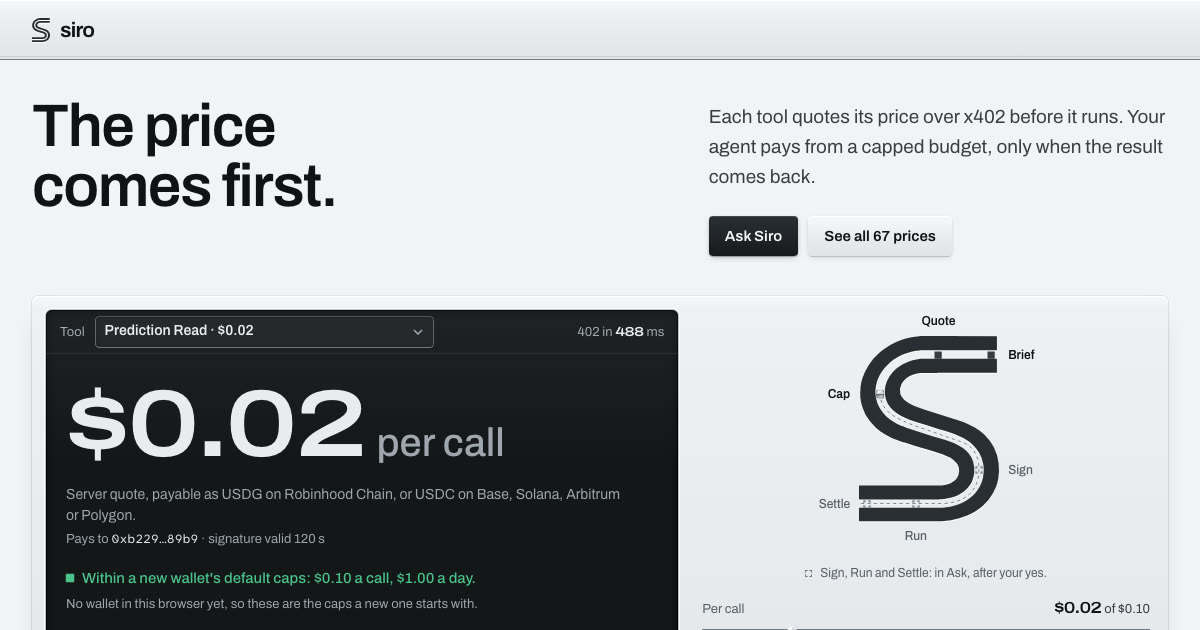 siro
The price
comes first.
Each tool quotes its price over x402 before it runs. Your
agent pays from a capped budget, only when the result
comes back.
Ask Siro
See all 67 prices
Tool
Prediction Read · $0.02
402 in 488 ms
$0.02 per call
Server quote, payable as USDG on Robinhood Chain, or USDC on Base, Solana, Arbitrum
or Polygon.
Pays to 0xb229…89b9 · signature valid 120 s
Within a new wallet's default caps: $0.10 a call, $1.00 a day.
No wallet in this browser yet, so these are the caps a new one starts with.
Quote
Brief
Cap
Sign
Settle
Run
Sign, Run and Settle: in Ask, after your yes.
Per call
$0.02 of $0.10